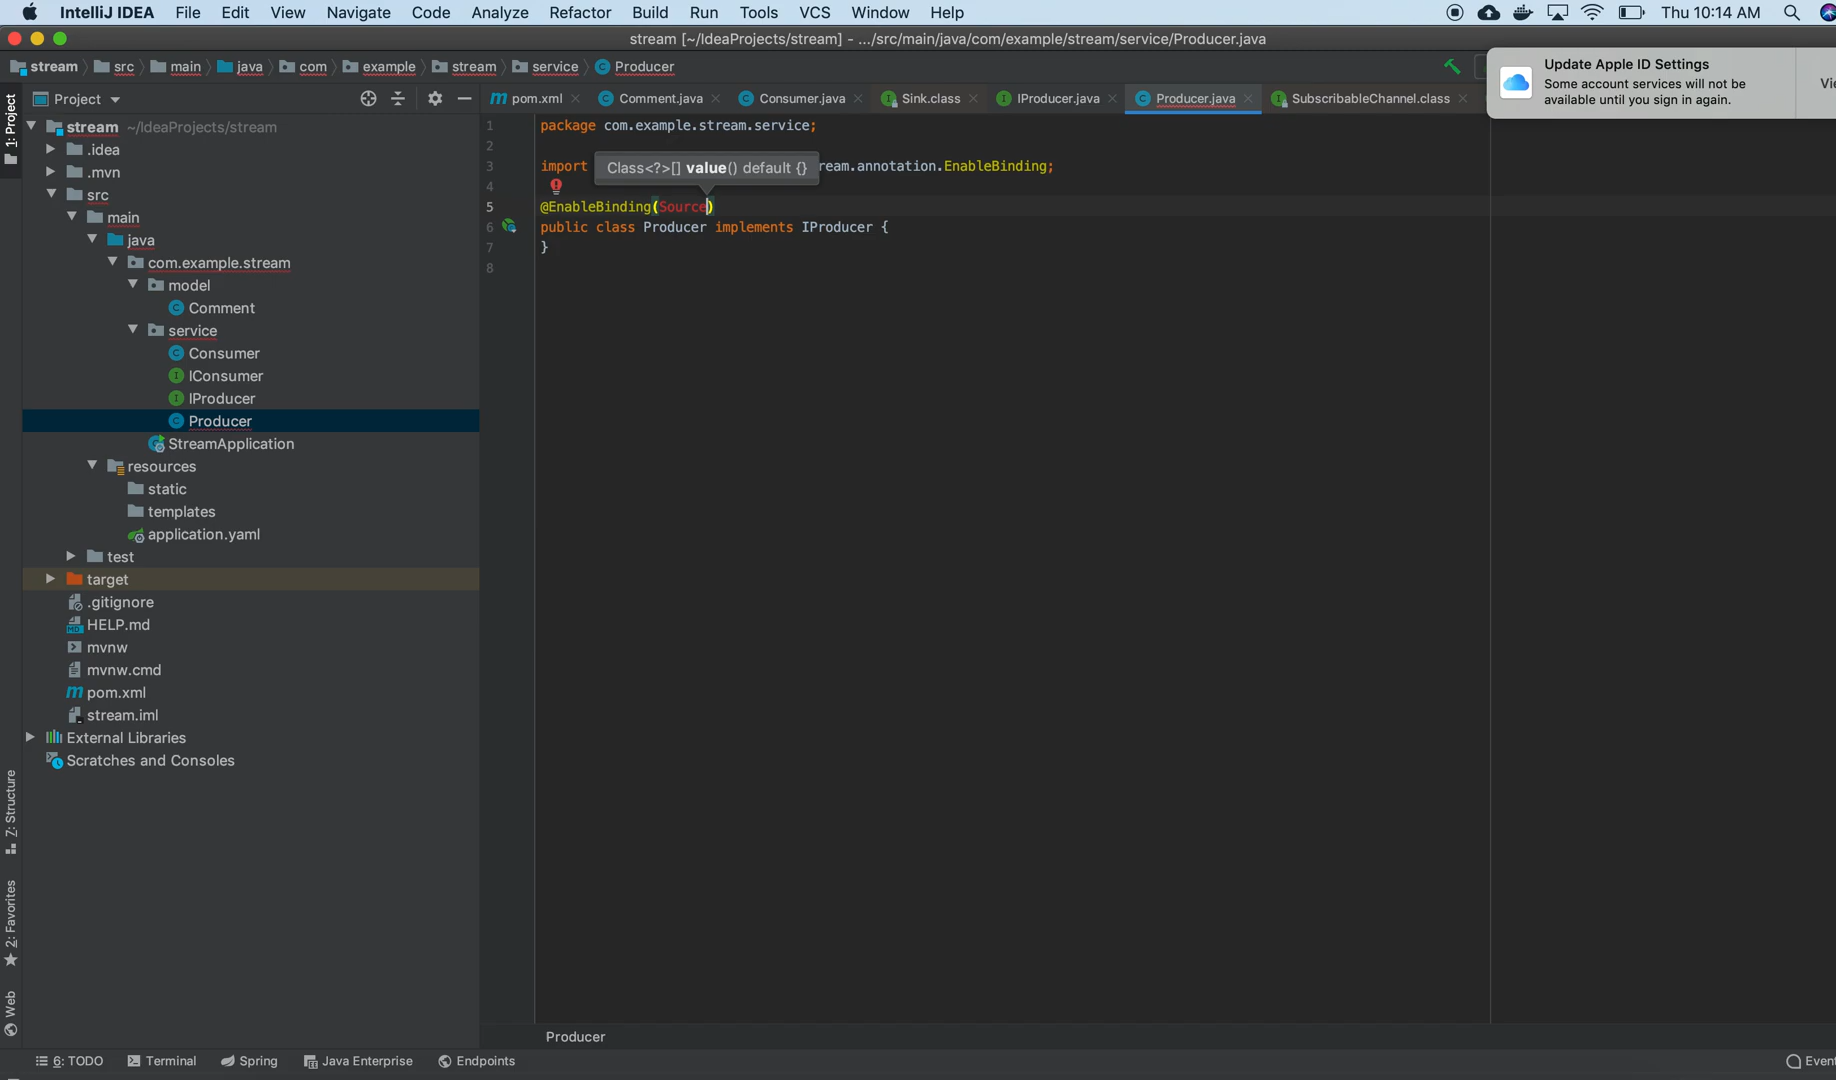 IntelliJ IDEA File Edit View Navigate Code Analyze Refactor Build Run Tools VCS Window Help Thu 10:14 AM
stream [~/IdeaProjects/stream] - .../src/main/java/com/example/stream/service/Producer.java
stream src main java com example stream service Producer
Update Apple ID Settings
Some account services will not be
available until you sign in again.
Project
pom.xml Comment.java Consumer.java Sink.class IProducer.java Producer.java SubscribableChannel.class
1: Project
stream ~/IdeaProjects/stream
.idea
.mvn
src
main
java
com.example.stream
model
Comment
service
Consumer
IConsumer
IProducer
Producer
StreamApplication
resources
static
templates
application.yaml
test
target
.gitignore
HELP.md
mvnw
mvnw.cmd
pom.xml
stream.iml
External Libraries
Scratches and Consoles
Z: Structure
2: Favorites
Web
1 package com.example.stream.service;
2
3 import ream.annotation.EnableBinding;
Class<?>[] value() default {}
4
5 @EnableBinding(Source)
6 public class Producer implements IProducer {
7 }
8
Producer
6: TODO Terminal Spring Java Enterprise Endpoints